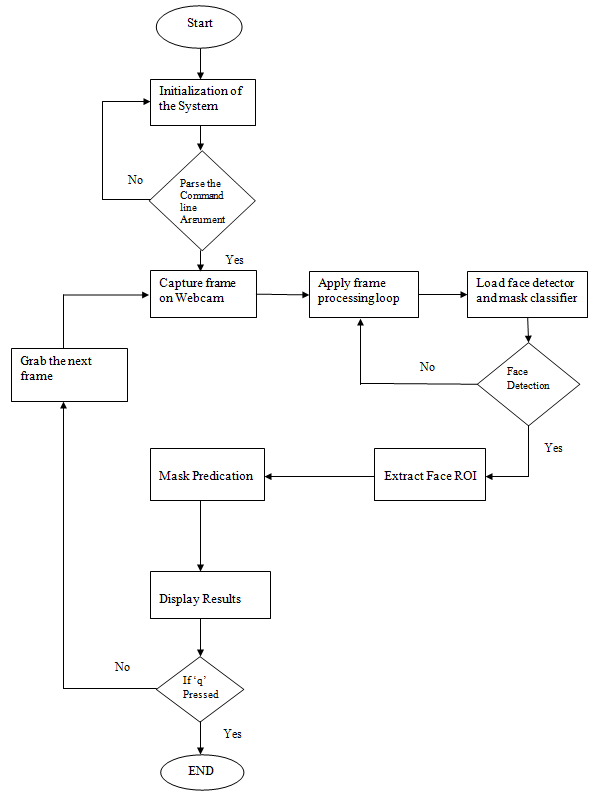 Start
Initialization of
the System
No
Parse the
Command
line
Argument
Yes
Capture frame
on Webcam
Apply frame
processing loop
Load face detector
and mask classifier
Grab the next
frame
No
Face
Detection
Yes
Mask Predication
Extract Face ROI
Display Results
No
If ‘q’
Pressed
Yes
END